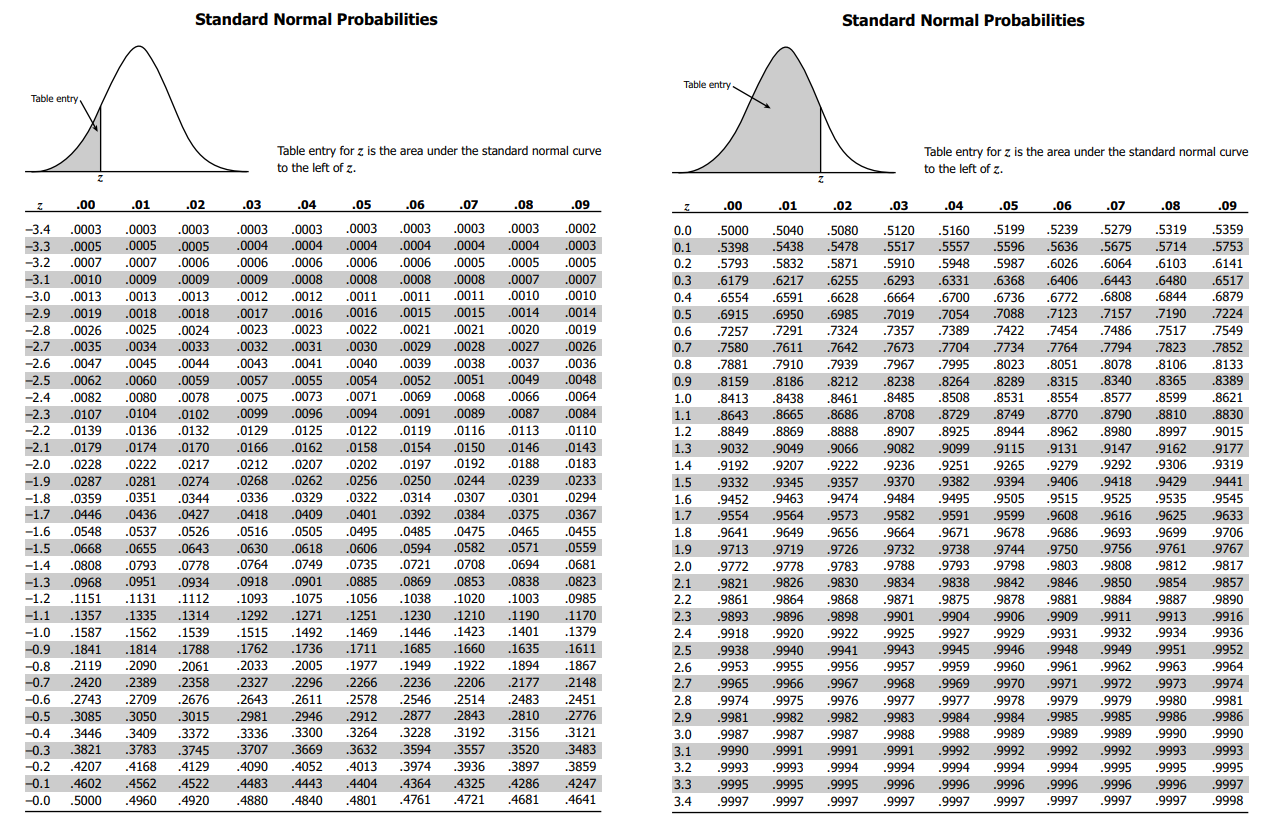 Standard Normal Probabilities
Table entry
z
Table entry for z is the area under the standard normal curve
to the left of z.
z .00 .01 .02 .03 .04 .05 .06 .07 .08 .09
–3.4 .0003 .0003 .0003 .0003 .0003 .0003 .0003 .0003 .0003 .0002
–3.3 .0005 .0005 .0005 .0004 .0004 .0004 .0004 .0004 .0004 .0003
–3.2 .0007 .0007 .0006 .0006 .0006 .0006 .0006 .0005 .0005 .0005
–3.1 .0010 .0009 .0009 .0009 .0008 .0008 .0008 .0008 .0007 .0007
–3.0 .0013 .0013 .0013 .0012 .0012 .0011 .0011 .0011 .0010 .0010
–2.9 .0019 .0018 .0018 .0017 .0016 .0016 .0015 .0015 .0014 .0014
–2.8 .0026 .0025 .0024 .0023 .0023 .0022 .0021 .0021 .0020 .0019
–2.7 .0035 .0034 .0033 .0032 .0031 .0030 .0029 .0028 .0027 .0026
–2.6 .0047 .0045 .0044 .0043 .0041 .0040 .0039 .0038 .0037 .0036
–2.5 .0062 .0060 .0059 .0057 .0055 .0054 .0052 .0051 .0049 .0048
–2.4 .0082 .0080 .0078 .0075 .0073 .0071 .0069 .0068 .0066 .0064
–2.3 .0107 .0104 .0102 .0099 .0096 .0094 .0091 .0089 .0087 .0084
–2.2 .0139 .0136 .0132 .0129 .0125 .0122 .0119 .0116 .0113 .0110
–2.1 .0179 .0174 .0170 .0166 .0162 .0158 .0154 .0150 .0146 .0143
–2.0 .0228 .0222 .0217 .0212 .0207 .0202 .0197 .0192 .0188 .0183
–1.9 .0287 .0281 .0274 .0268 .0262 .0256 .0250 .0244 .0239 .0233
–1.8 .0359 .0351 .0344 .0336 .0329 .0322 .0314 .0307 .0301 .0294
–1.7 .0446 .0436 .0427 .0418 .0409 .0401 .0392 .0384 .0375 .0367
–1.6 .0548 .0537 .0526 .0516 .0505 .0495 .0485 .0475 .0465 .0455
–1.5 .0668 .0655 .0643 .0630 .0618 .0606 .0594 .0582 .0571 .0559
–1.4 .0808 .0793 .0778 .0764 .0749 .0735 .0721 .0708 .0694 .0681
–1.3 .0968 .0951 .0934 .0918 .0901 .0885 .0869 .0853 .0838 .0823
–1.2 .1151 .1131 .1112 .1093 .1075 .1056 .1038 .1020 .1003 .0985
–1.1 .1357 .1335 .1314 .1292 .1271 .1251 .1230 .1210 .1190 .1170
–1.0 .1587 .1562 .1539 .1515 .1492 .1469 .1446 .1423 .1401 .1379
–0.9 .1841 .1814 .1788 .1762 .1736 .1711 .1685 .1660 .1635 .1611
–0.8 .2119 .2090 .2061 .2033 .2005 .1977 .1949 .1922 .1894 .1867
–0.7 .2420 .2389 .2358 .2327 .2296 .2266 .2236 .2206 .2177 .2148
–0.6 .2743 .2709 .2676 .2643 .2611 .2578 .2546 .2514 .2483 .2451
–0.5 .3085 .3050 .3015 .2981 .2946 .2912 .2877 .2843 .2810 .2776
–0.4 .3446 .3409 .3372 .3336 .3300 .3264 .3228 .3192 .3156 .3121
–0.3 .3821 .3783 .3745 .3707 .3669 .3632 .3594 .3557 .3520 .3483
–0.2 .4207 .4168 .4129 .4090 .4052 .4013 .3974 .3936 .3897 .3859
–0.1 .4602 .4562 .4522 .4483 .4443 .4404 .4364 .4325 .4286 .4247
–0.0 .5000 .4960 .4920 .4880 .4840 .4801 .4761 .4721 .4681 .4641
Standard Normal Probabilities
Table entry
z
Table entry for z is the area under the standard normal curve
to the left of z.
z .00 .01 .02 .03 .04 .05 .06 .07 .08 .09
0.0 .5000 .5040 .5080 .5120 .5160 .5199 .5239 .5279 .5319 .5359
0.1 .5398 .5438 .5478 .5517 .5557 .5596 .5636 .5675 .5714 .5753
0.2 .5793 .5832 .5871 .5910 .5948 .5987 .6026 .6064 .6103 .6141
0.3 .6179 .6217 .6255 .6293 .6331 .6368 .6406 .6443 .6480 .6517
0.4 .6554 .6591 .6628 .6664 .6700 .6736 .6772 .6808 .6844 .6879
0.5 .6915 .6950 .6985 .7019 .7054 .7088 .7123 .7157 .7190 .7224
0.6 .7257 .7291 .7324 .7357 .7389 .7422 .7454 .7486 .7517 .7549
0.7 .7580 .7611 .7642 .7673 .7704 .7734 .7764 .7794 .7823 .7852
0.8 .7881 .7910 .7939 .7967 .7995 .8023 .8051 .8078 .8106 .8133
0.9 .8159 .8186 .8212 .8238 .8264 .8289 .8315 .8340 .8365 .8389
1.0 .8413 .8438 .8461 .8485 .8508 .8531 .8554 .8577 .8599 .8621
1.1 .8643 .8665 .8686 .8708 .8729 .8749 .8770 .8790 .8810 .8830
1.2 .8849 .8869 .8888 .8907 .8925 .8944 .8962 .8980 .8997 .9015
1.3 .9032 .9049 .9066 .9082 .9099 .9115 .9131 .9147 .9162 .9177
1.4 .9192 .9207 .9222 .9236 .9251 .9265 .9279 .9292 .9306 .9319
1.5 .9332 .9345 .9357 .9370 .9382 .9394 .9406 .9418 .9429 .9441
1.6 .9452 .9463 .9474 .9484 .9495 .9505 .9515 .9525 .9535 .9545
1.7 .9554 .9564 .9573 .9582 .9591 .9599 .9608 .9616 .9625 .9633
1.8 .9641 .9649 .9656 .9664 .9671 .9678 .9686 .9693 .9699 .9706
1.9 .9713 .9719 .9726 .9732 .9738 .9744 .9750 .9756 .9761 .9767
2.0 .9772 .9778 .9783 .9788 .9793 .9798 .9803 .9808 .9812 .9817
2.1 .9821 .9826 .9830 .9834 .9838 .9842 .9846 .9850 .9854 .9857
2.2 .9861 .9864 .9868 .9871 .9875 .9878 .9881 .9884 .9887 .9890
2.3 .9893 .9896 .9898 .9901 .9904 .9906 .9909 .9911 .9913 .9916
2.4 .9918 .9920 .9922 .9925 .9927 .9929 .9931 .9932 .9934 .9936
2.5 .9938 .9940 .9941 .9943 .9945 .9946 .9948 .9949 .9951 .9952
2.6 .9953 .9955 .9956 .9957 .9959 .9960 .9961 .9962 .9963 .9964
2.7 .9965 .9966 .9967 .9968 .9969 .9970 .9971 .9972 .9973 .9974
2.8 .9974 .9975 .9976 .9977 .9977 .9978 .9979 .9979 .9980 .9981
2.9 .9981 .9982 .9982 .9983 .9984 .9984 .9985 .9985 .9986 .9986
3.0 .9987 .9987 .9987 .9988 .9988 .9989 .9989 .9989 .9990 .9990
3.1 .9990 .9991 .9991 .9991 .9992 .9992 .9992 .9992 .9993 .9993
3.2 .9993 .9993 .9994 .9994 .9994 .9994 .9994 .9995 .9995 .9995
3.3 .9995 .9995 .9995 .9996 .9996 .9996 .9996 .9996 .9996 .9997
3.4 .9997 .9997 .9997 .9997 .9997 .9997 .9997 .9997 .9997 .9998